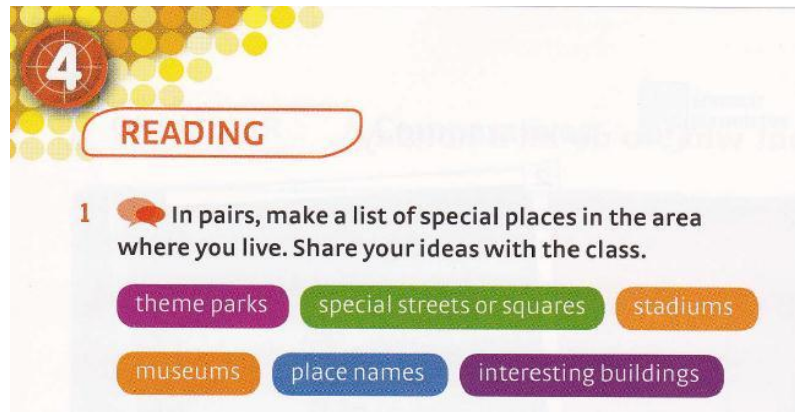 4
READING
1 In pairs, make a list of special places in the area
where you live. Share your ideas with the class.
theme parks special streets or squares stadiums
museums place names interesting buildings